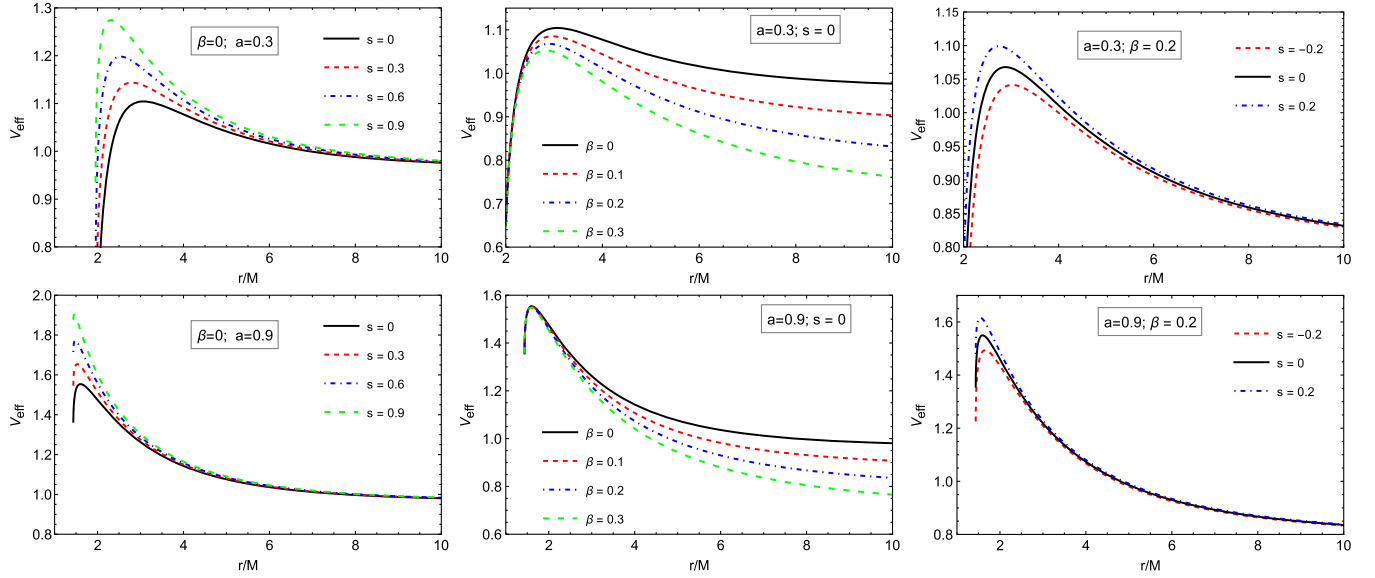 β=0; a=0.3
s = 0
s = 0.3
s = 0.6
s = 0.9
1.3
1.2
1.1
1.0
0.9
0.8
V_eff
2 4 6 8 10
r/M
a=0.3; s = 0
β = 0
β = 0.1
β = 0.2
β = 0.3
1.1
1.0
0.9
0.8
0.7
0.6
V_eff
2 3 4 5 6 7 8 9 10
r/M
a=0.3; β = 0.2
s = −0.2
s = 0
s = 0.2
1.15
1.10
1.05
1.00
0.95
0.90
0.85
0.80
V_eff
2 4 6 8 10
r/M
β=0; a=0.9
s = 0
s = 0.3
s = 0.6
s = 0.9
2.0
1.8
1.6
1.4
1.2
1.0
0.8
V_eff
2 4 6 8 10
r/M
a=0.9; s = 0
β = 0
β = 0.1
β = 0.2
β = 0.3
1.6
1.4
1.2
1.0
0.8
0.6
V_eff
2 4 6 8 10
r/M
a=0.9; β = 0.2
s = −0.2
s = 0
s = 0.2
1.6
1.4
1.2
1.0
0.8
V_eff
2 4 6 8 10
r/M